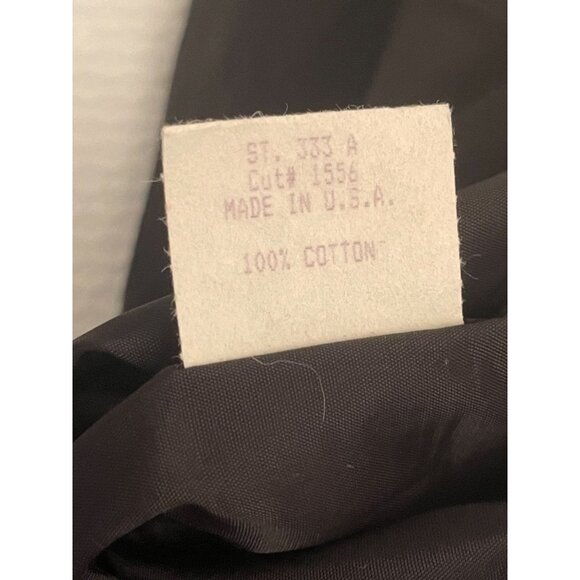 ST. 333 A
Cut# 1556
MADE IN U.S.A.
100% COTTON